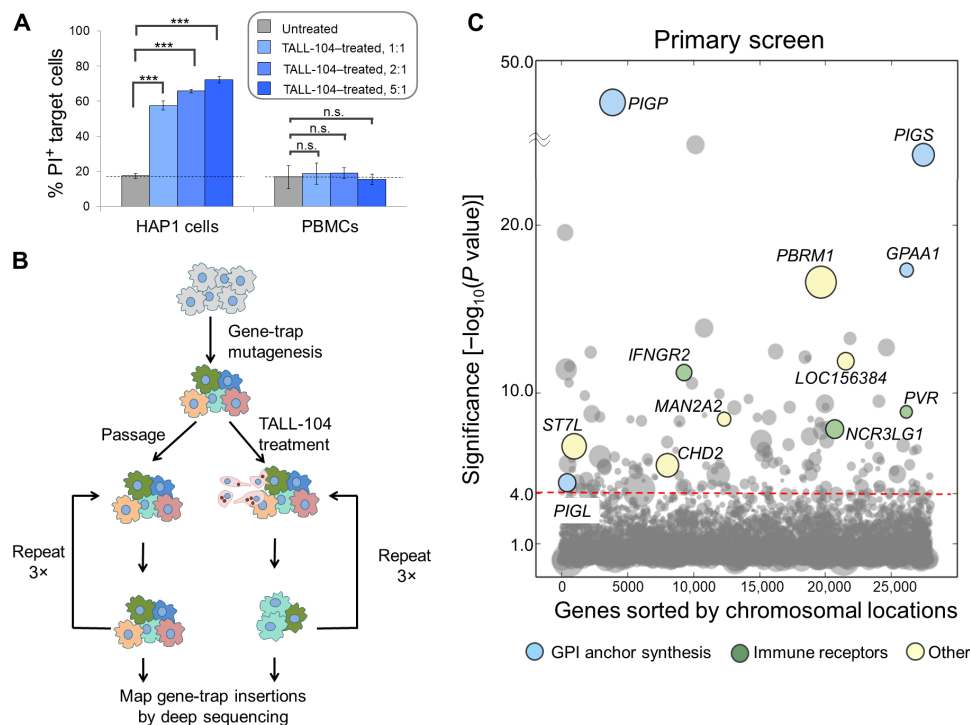 A
% PI+ target cells
100
80
60
40
20
0
***
***
***
n.s.
n.s.
n.s.
HAP1 cells
PBMCs
Untreated
TALL-104–treated, 1:1
TALL-104–treated, 2:1
TALL-104–treated, 5:1
B
Gene-trap
mutagenesis
Passage
TALL-104
treatment
Repeat
3×
Repeat
3×
Map gene-trap insertions
by deep sequencing
C
Primary screen
Significance [–log10(P value)]
50.0
20.0
10.0
4.0
1.0
PIGP
PIGS
PBRM1
GPAA1
IFNGR2
LOC156384
MAN2A2
PVR
ST7L
NCR3LG1
CHD2
PIGL
0
5000
10,000
15,000
20,000
25,000
Genes sorted by chromosomal locations
GPI anchor synthesis
Immune receptors
Other